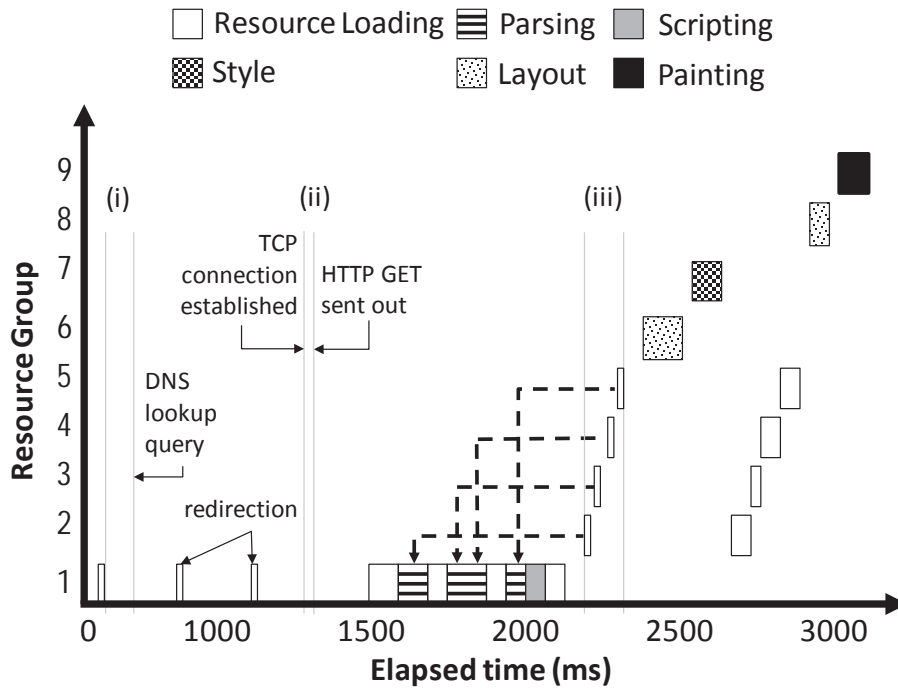 Resource Loading
Parsing
Scripting
Style
Layout
Painting
Resource Group
9
8
7
6
5
4
3
2
1
(i)
(ii)
(iii)
TCP
connection
established
HTTP GET
sent out
DNS
lookup
query
redirection
0
1000
1500
2000
2500
3000
Elapsed time (ms)